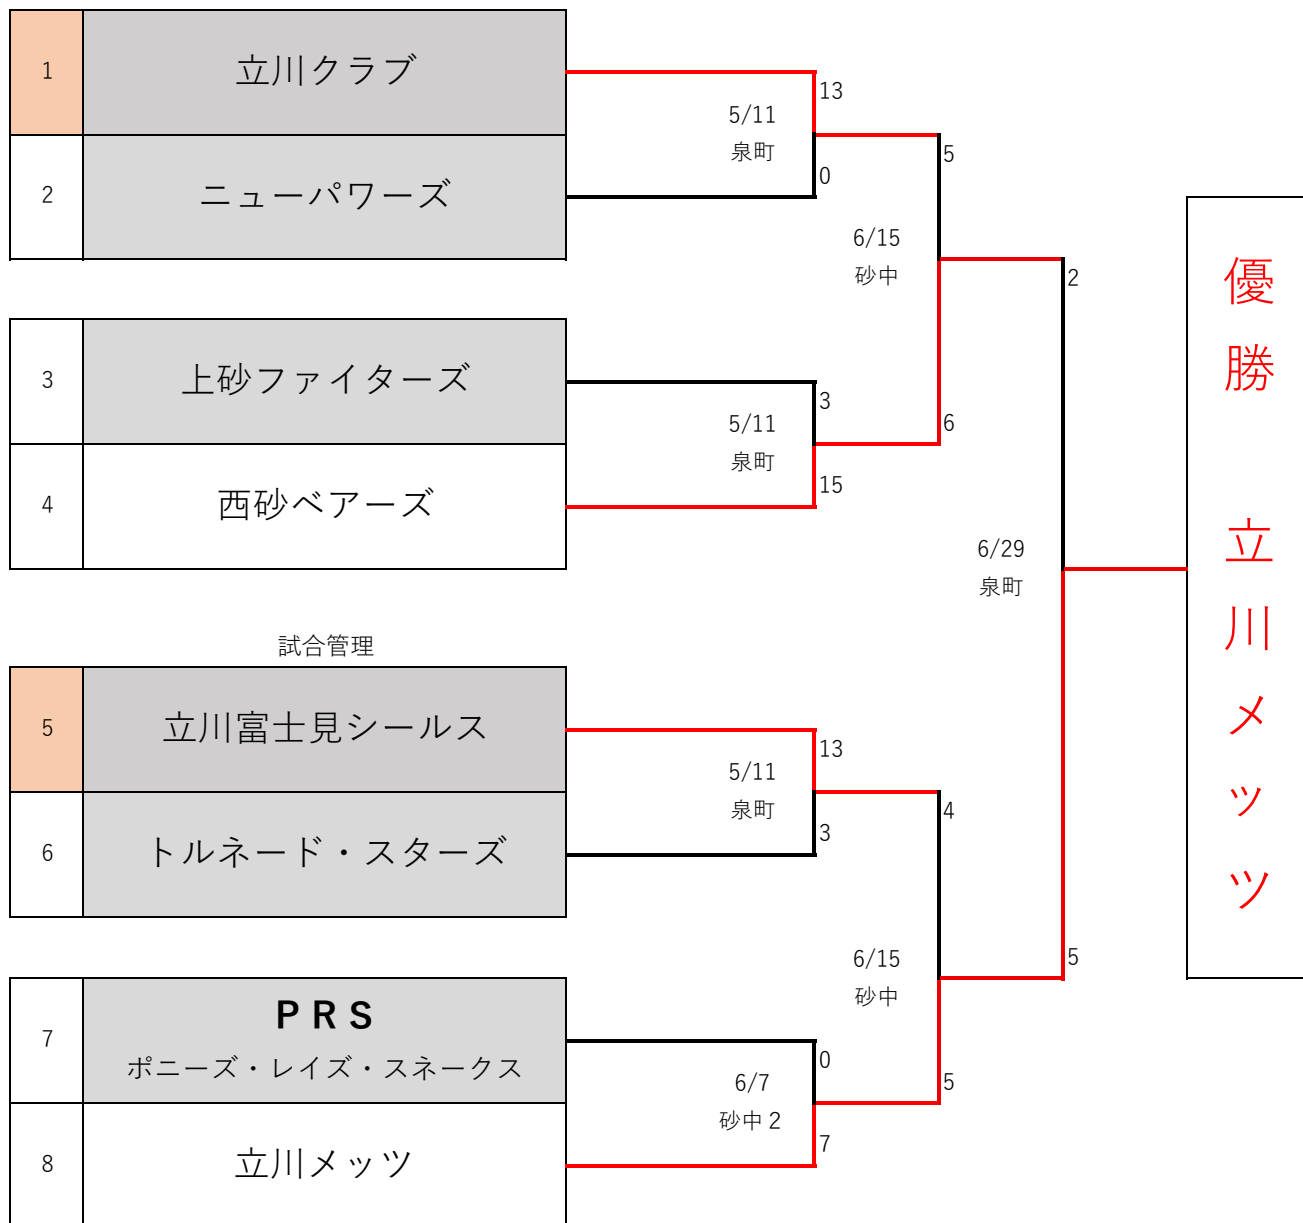 1
立川クラブ
13
5/11
泉町
0
2
ニューパワーズ
5
6/15
砂中
6
3
上砂ファイターズ
3
5/11
泉町
15
4
西砂ベアーズ
2
6/29
泉町
5
試合管理
5
立川富士見シールス
13
5/11
泉町
3
6
トルネード・スターズ
4
6/15
砂中
5
7
ＰＲＳ
ポニーズ・レイズ・スネークス
0
6/7
砂中２
7
8
立川メッツ
優勝　立川メッツ